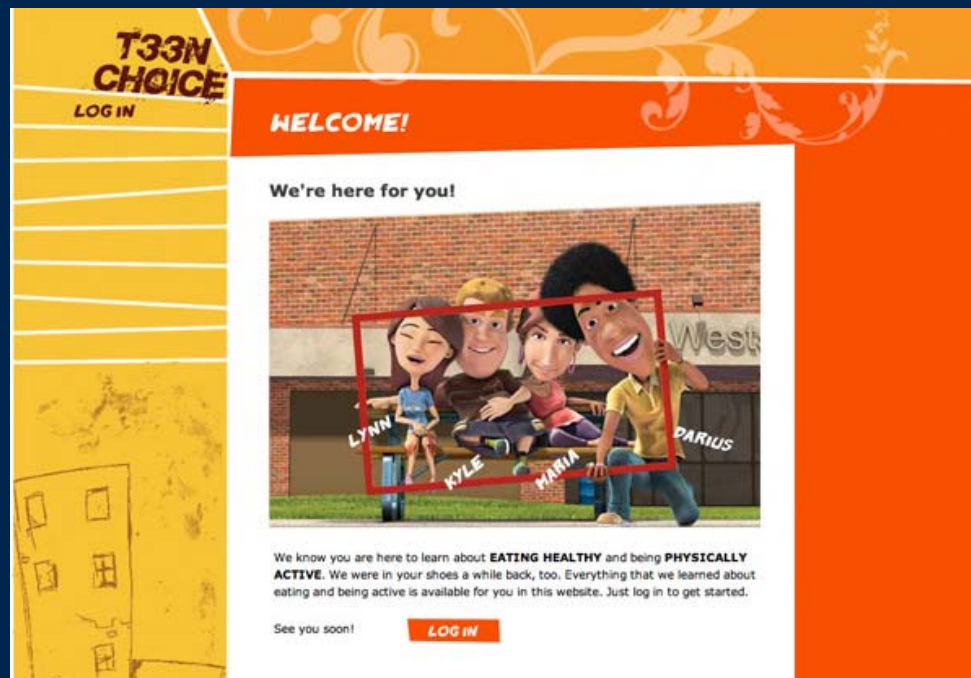 T33N
CHOICE
LOG IN
WELCOME!
We're here for you!
West
LYNN
KYLE
MARIA
DARIUS
We know you are here to learn about EATING HEALTHY and being PHYSICALLY
ACTIVE. We were in your shoes a while back, too. Everything that we learned about
eating and being active is available for you in this website. Just log in to get started.
See you soon!
LOG IN